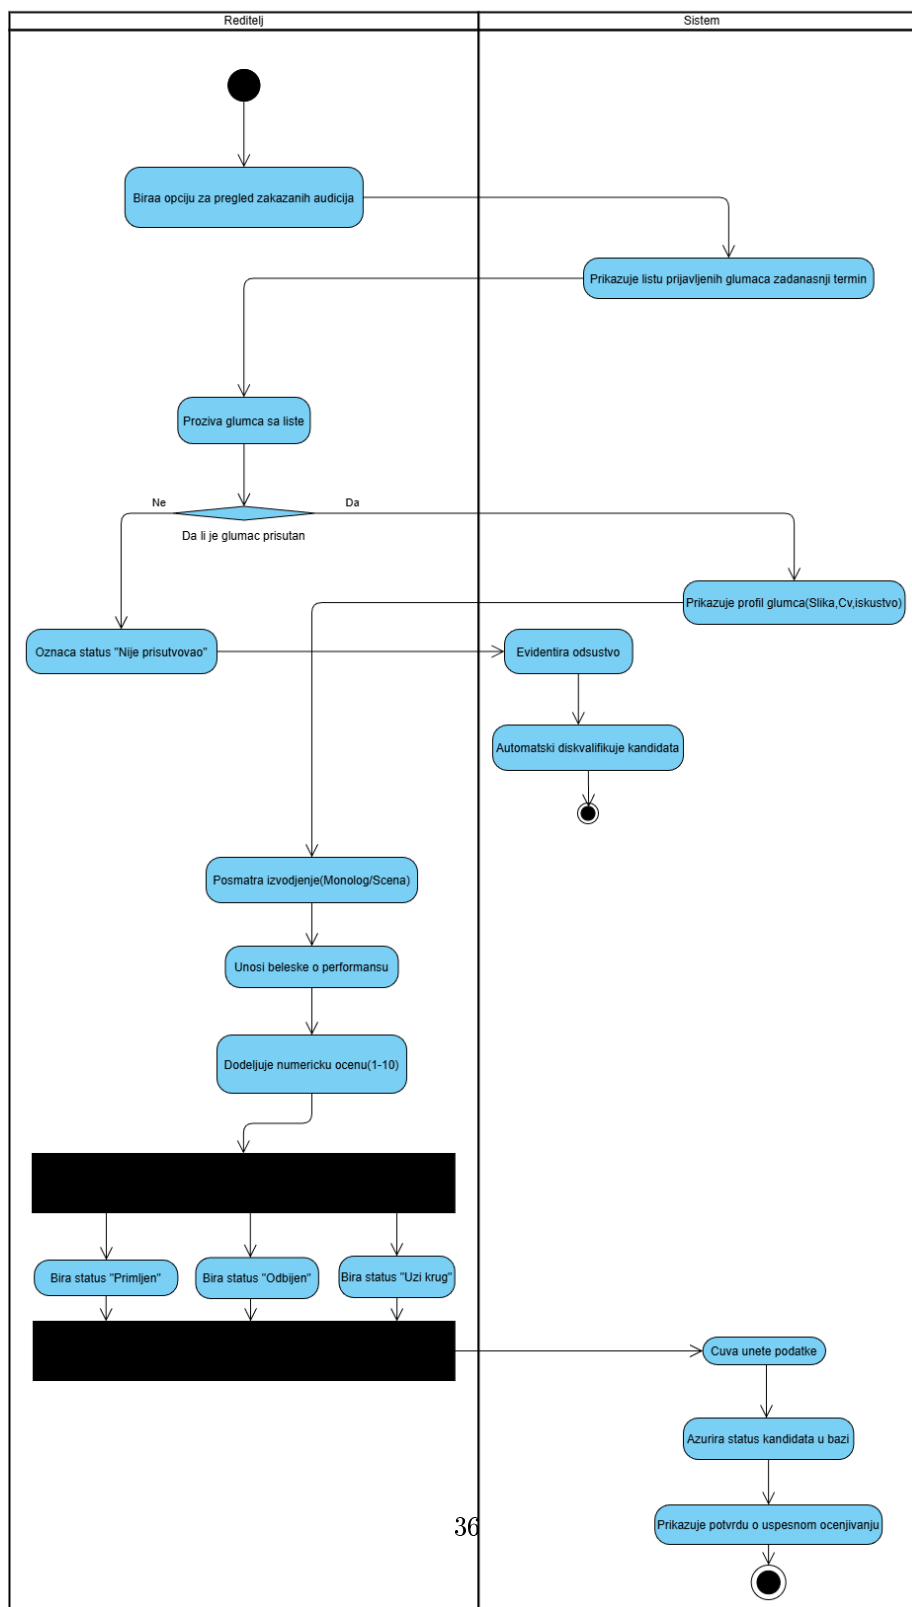 Reditelj
Sistem
Biraa opciju za pregled zakazanih audicija
Prikazuje listu prijavljenih glumaca zadanasnji termin
Proziva glumca sa liste
Ne
Da
Da li je glumac prisutan
Prikazuje profil glumca(Slika,Cv,iskustvo)
Oznaca status "Nije prisutvovao"
Evidentira odsustvo
Automatski diskvalifikuje kandidata
Posmatra izvodjenje(Monolog/Scena)
Unosi beleske o performansu
Dodeljuje numericku ocenu(1-10)
Bira status "Primljen"
Bira status "Odbijen"
Bira status "Uzi krug"
Cuva unete podatke
Azurira status kandidata u bazi
Prikazuje potvrdu o uspesnom ocenjivanju
36